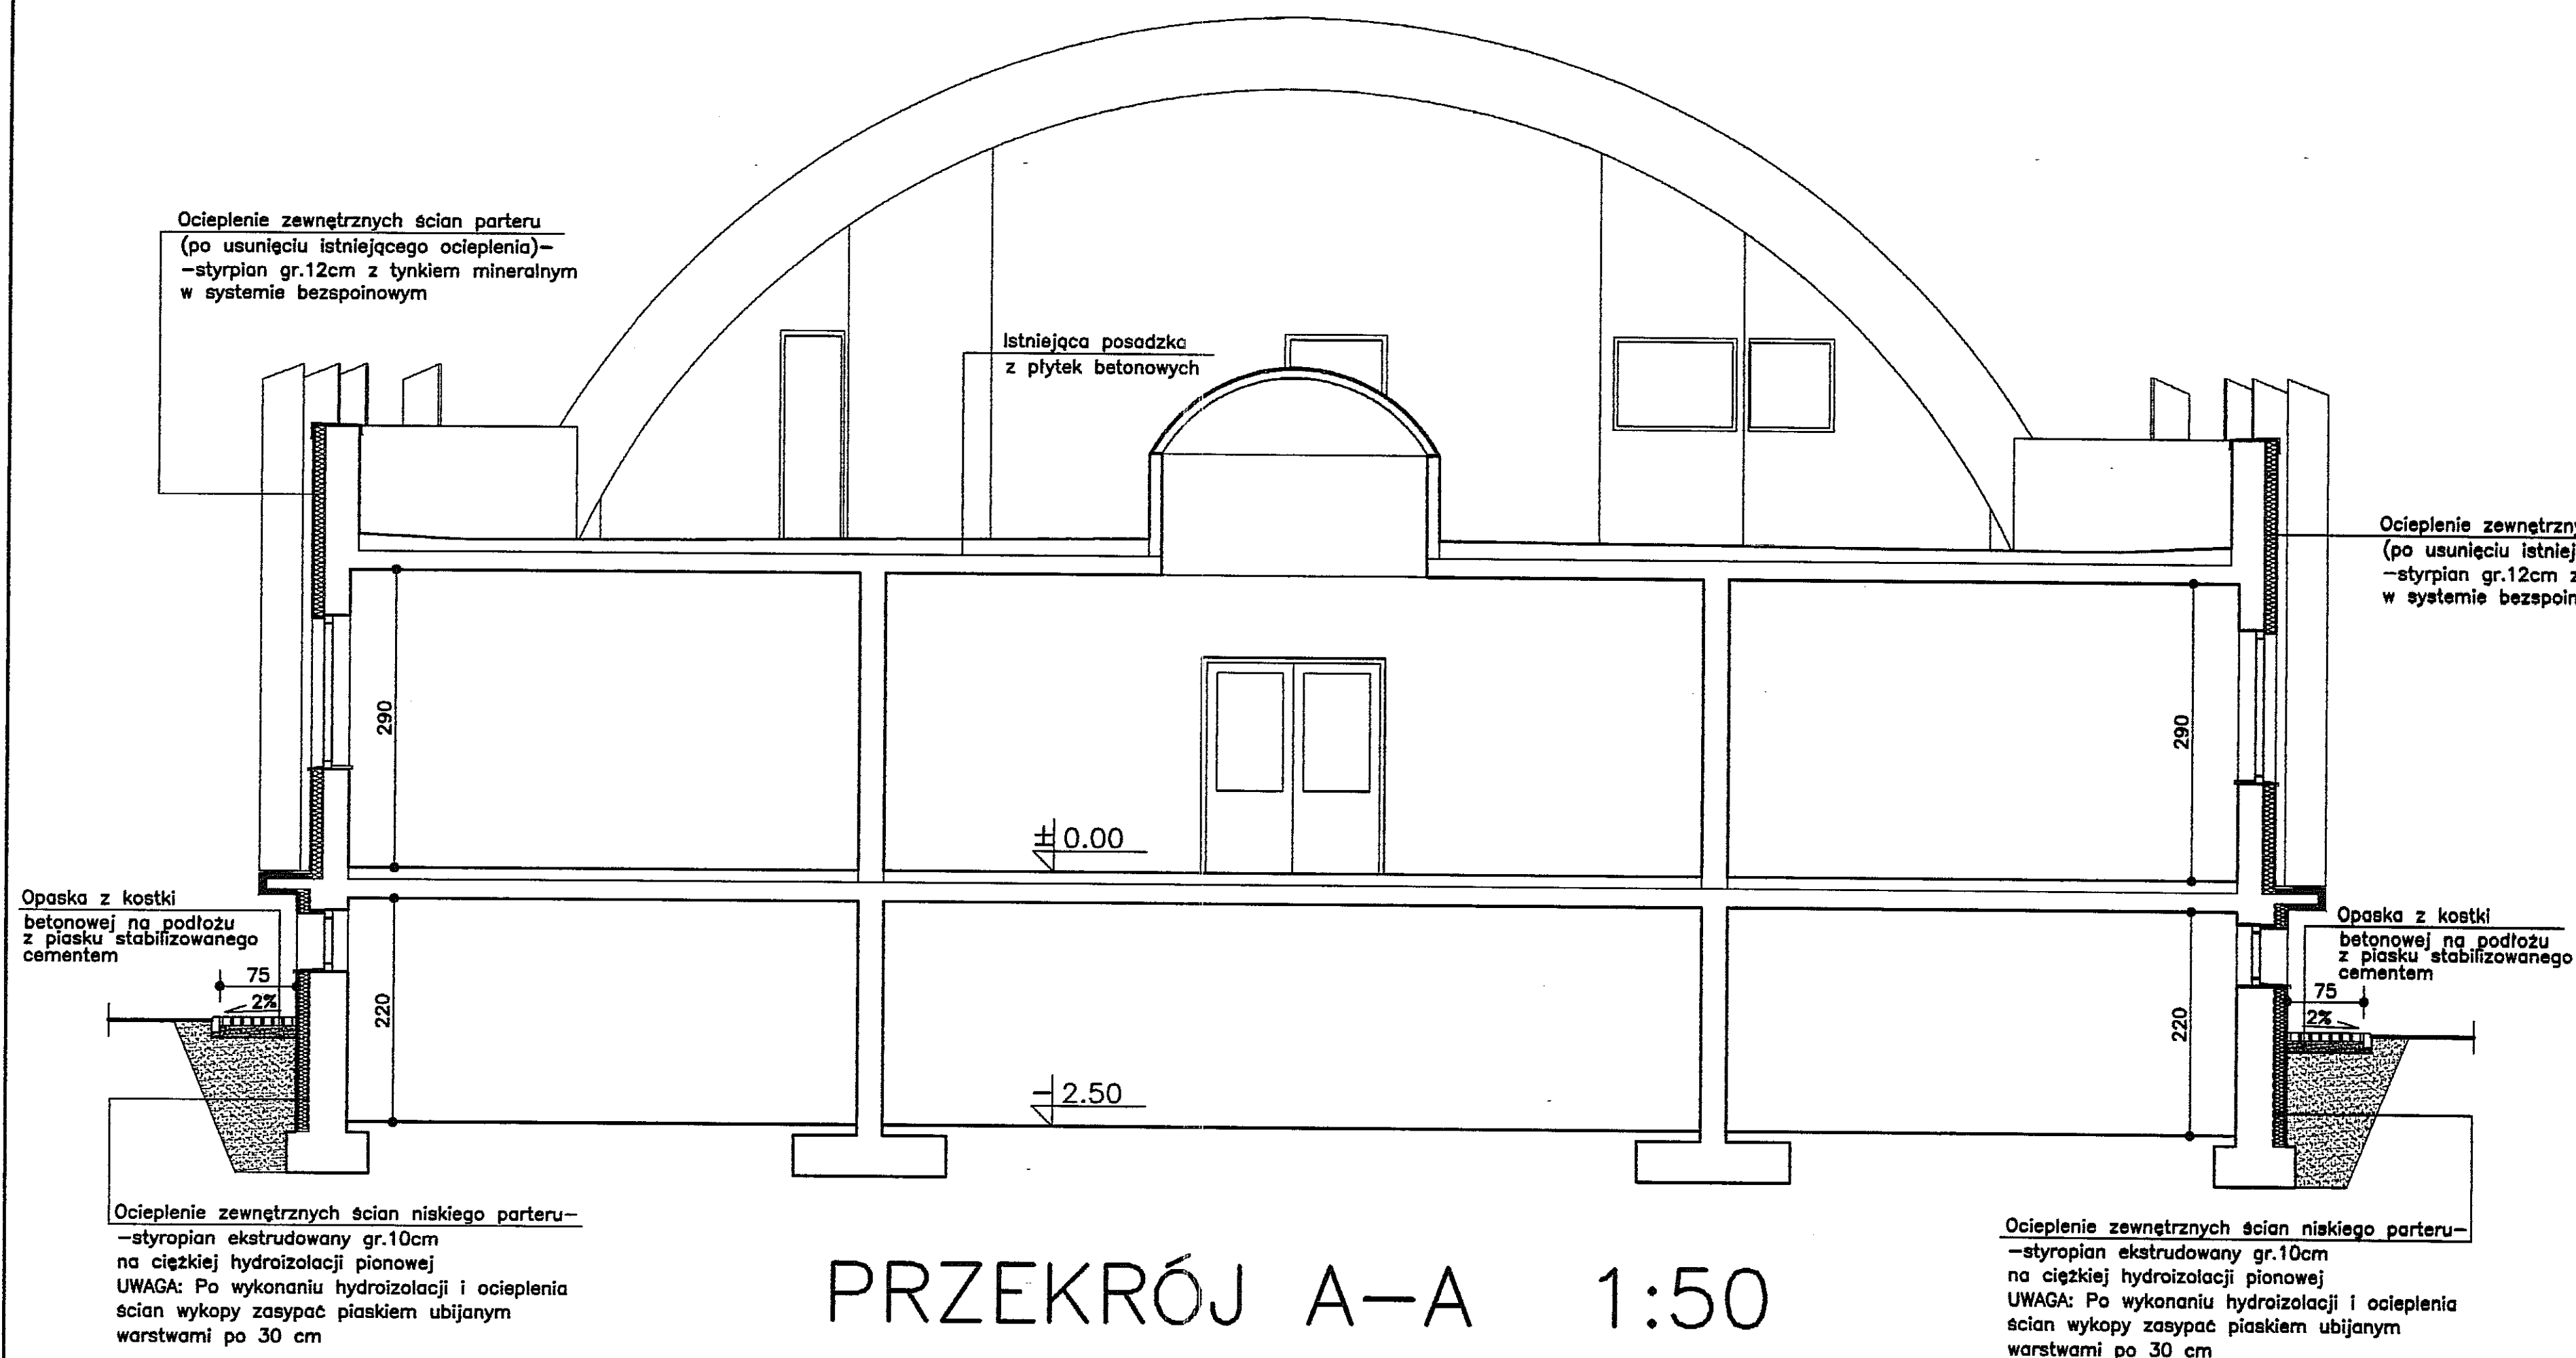 Ocieplenie zewnętrznych ścian parteru
(po usunięciu istniejącego ocieplenia)-
-styrpian gr.12cm z tynkiem mineralnym
w systemie bezspoinowym
Istniejąca posadzka
z płytek betonowych
Ocieplenie zewnętrzny
(po usunięciu istniej
-styrpian gr.12cm z
w systemie bezspoin
290
290
± 0.00
Opaska z kostki
betonowej na podłożu
z piasku stabilizowanego
cementem
75
2%
220
Opaska z kostki
betonowej na podłożu
z piasku stabilizowanego
cementem
75
2%
220
- 2.50
Ocieplenie zewnętrznych ścian niskiego parteru-
-styropian ekstrudowany gr.10cm
na ciężkiej hydroizolacji pionowej
UWAGA: Po wykonaniu hydroizolacji i ocieplenia
ścian wykopy zasypać piaskiem ubijanym
warstwami po 30 cm
PRZEKRÓJ A-A 1:50
Ocieplenie zewnętrznych ścian niskiego parteru-
-styropian ekstrudowany gr.10cm
na ciężkiej hydroizolacji pionowej
UWAGA: Po wykonaniu hydroizolacji i ocieplenia
ścian wykopy zasypać piaskiem ubijanym
warstwami po 30 cm